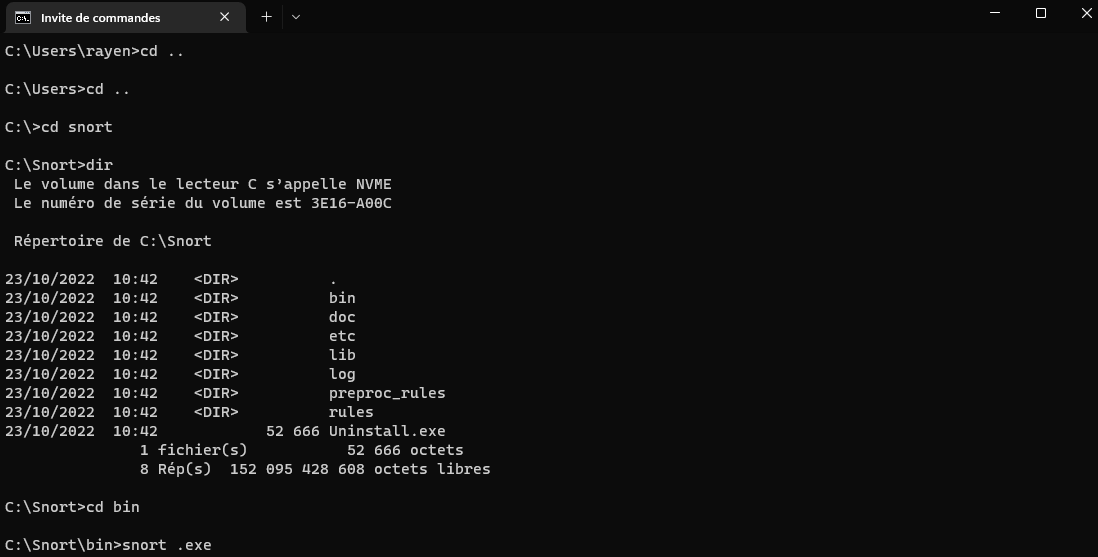 Invite de commandes
C:\Users\rayen>cd ..
C:\Users>cd ..
C:\>cd snort
C:\Snort>dir
 Le volume dans le lecteur C s’appelle NVME
 Le numéro de série du volume est 3E16-A00C
 Répertoire de C:\Snort
23/10/2022  10:42    <DIR>          .
23/10/2022  10:42    <DIR>          bin
23/10/2022  10:42    <DIR>          doc
23/10/2022  10:42    <DIR>          etc
23/10/2022  10:42    <DIR>          lib
23/10/2022  10:42    <DIR>          log
23/10/2022  10:42    <DIR>          preproc_rules
23/10/2022  10:42    <DIR>          rules
23/10/2022  10:42            52 666 Uninstall.exe
               1 fichier(s)           52 666 octets
               8 Rép(s)  152 095 428 608 octets libres
C:\Snort>cd bin
C:\Snort\bin>snort .exe